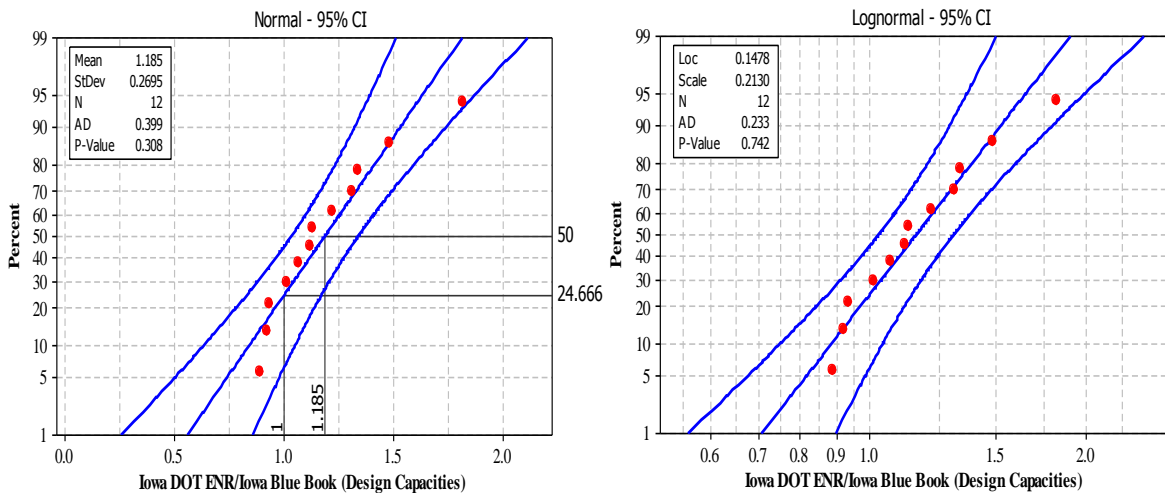 Normal - 95% CI
Mean 1.185
StDev 0.2695
N 12
AD 0.399
P-Value 0.308
Percent
99
95
90
80
70
60
50
40
30
20
10
5
1
50
24.666
1
1.185
0.0 0.5 1.0 1.5 2.0
Iowa DOT ENR/Iowa Blue Book (Design Capacities)
Lognormal - 95% CI
Loc 0.1478
Scale 0.2130
N 12
AD 0.233
P-Value 0.742
Percent
99
95
90
80
70
60
50
40
30
20
10
5
1
0.6 0.7 0.8 0.9 1.0 1.5 2.0
Iowa DOT ENR/Iowa Blue Book (Design Capacities)